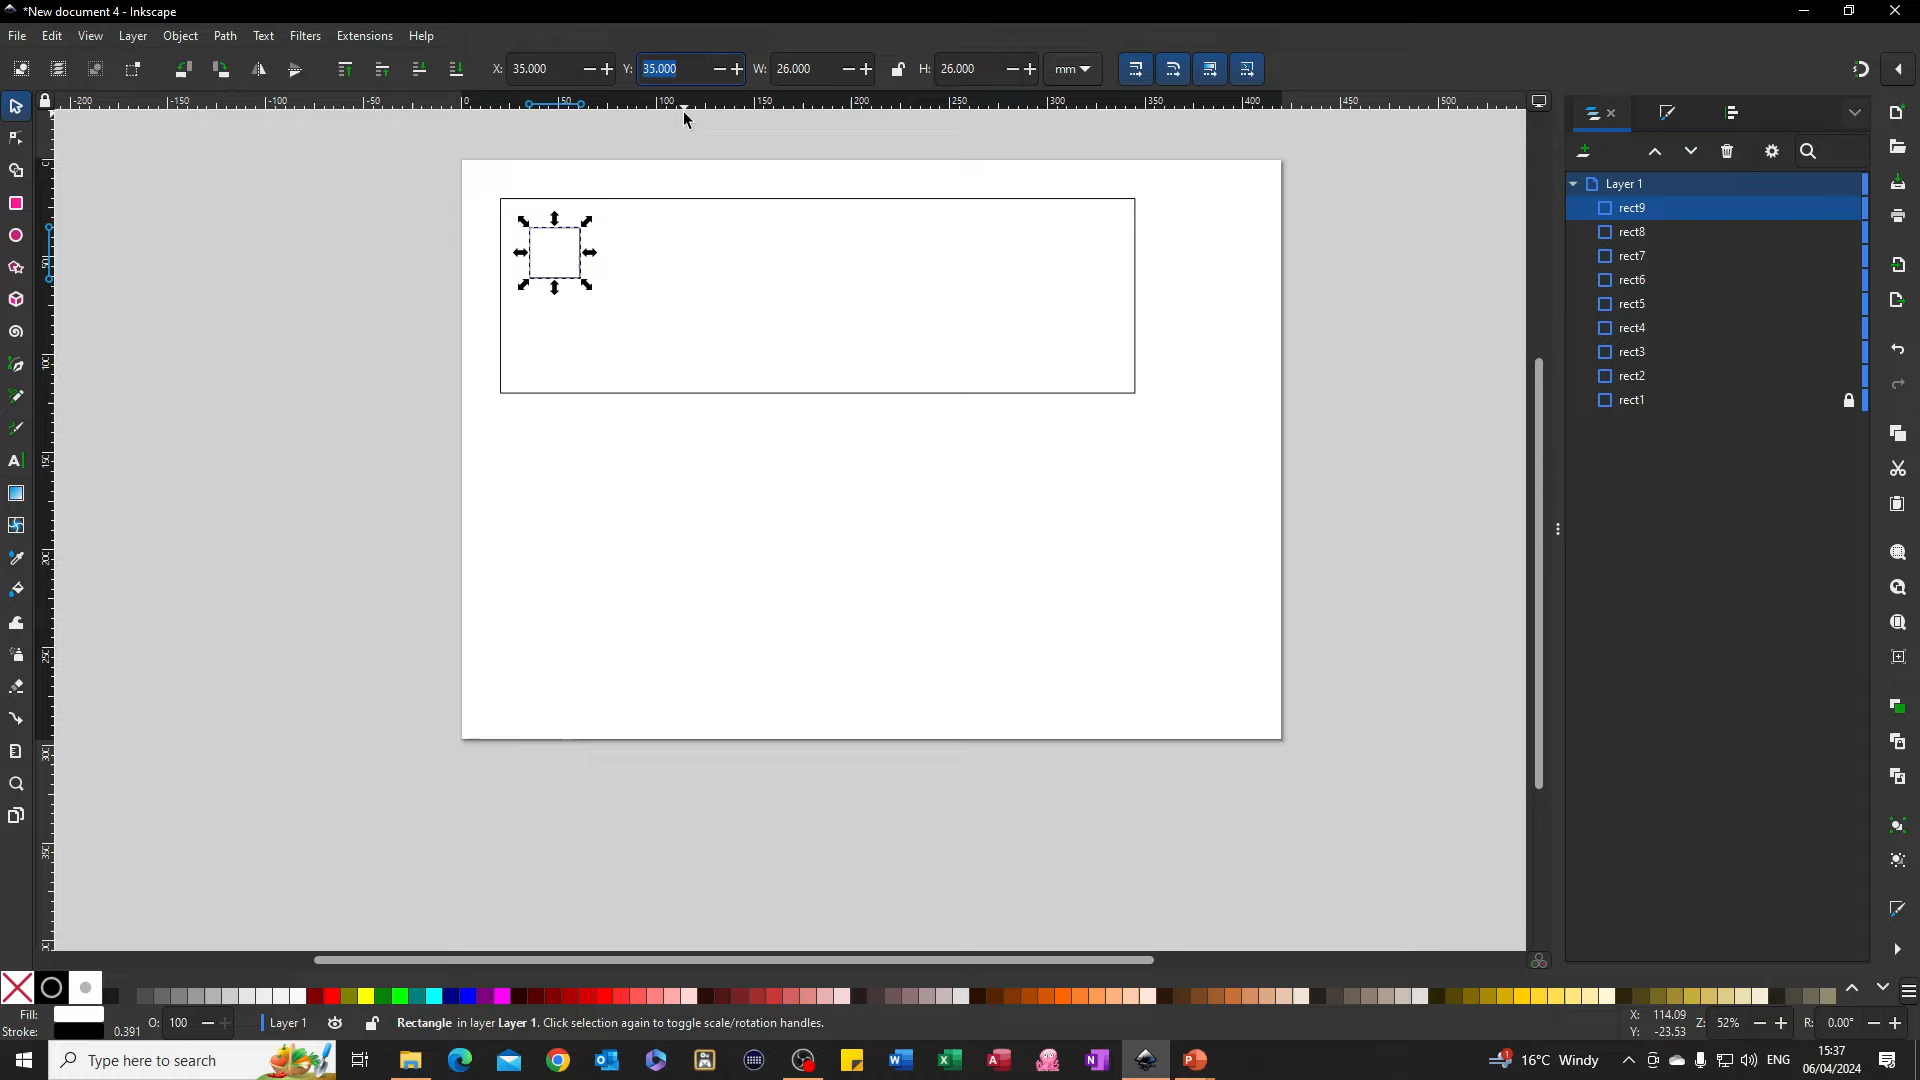 *New document 4 - Inkscape
File Edit View Layer Object Path Text Filters Extensions Help
X: 35.000 Y: 35.000 W: 26.000 H: 26.000 mm
-200 -150 -100 -50 0 50 100 150 200 250 300 350 400 450 500
Layer 1
rect9
rect8
rect7
rect6
rect5
rect4
rect3
rect2
rect1
Fill:
Stroke: 0.391 O: 100 Layer 1 Rectangle in layer Layer 1. Click selection again to toggle scale/rotation handles. X: 114.09 Y: -23.53 Z: 52% R: 0.00°
Type here to search 16°C Windy ENG 15:37 06/04/2024